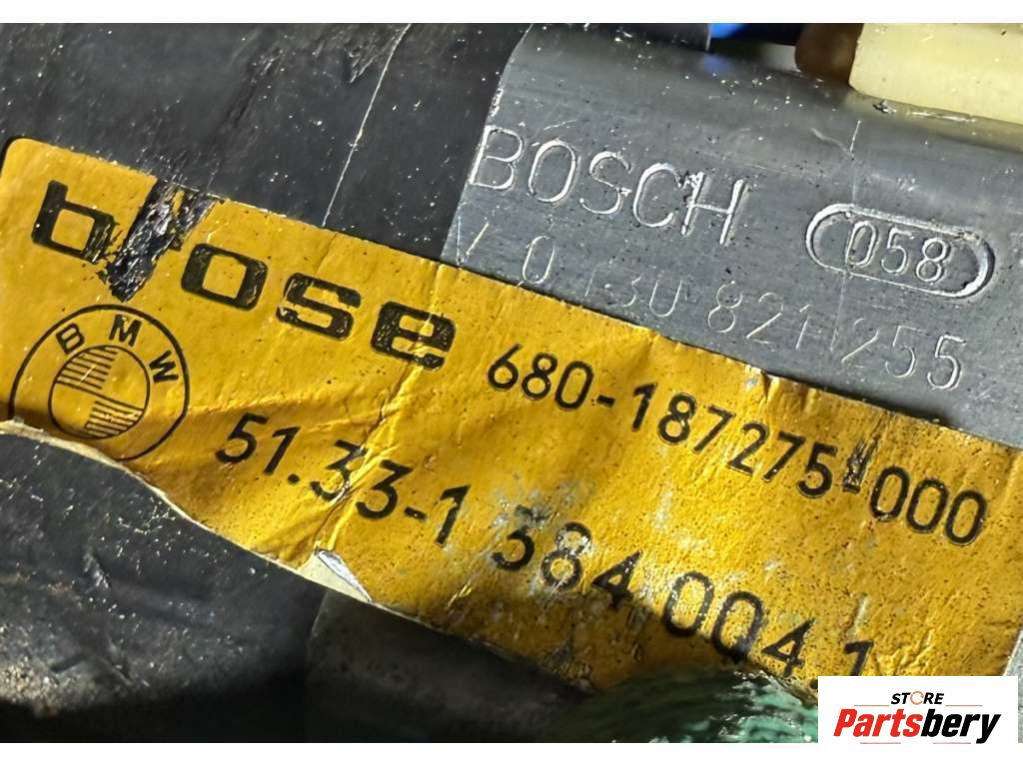 BOSCH 058
V 0 130 821 255
brose
BMW
680-187275-000
51.33-1 384 004.1
STORE
Partsbery